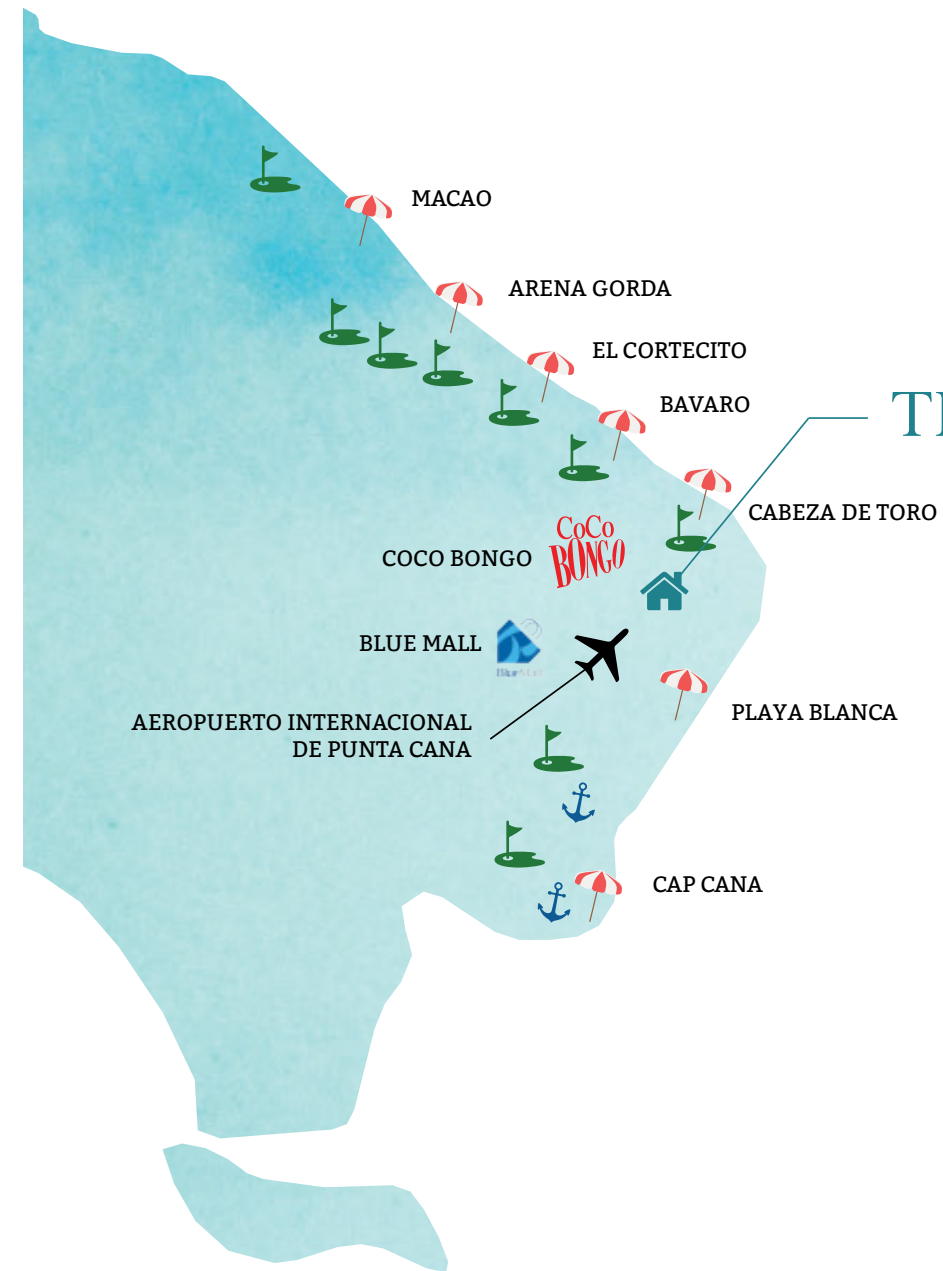 MACAO
ARENA GORDA
EL CORTECITO
BAVARO
CABEZA DE TORO
COCO BONGO
CoCo
BONGO
BLUE MALL
AEROPUERTO INTERNACIONAL
DE PUNTA CANA
PLAYA BLANCA
CAP CANA